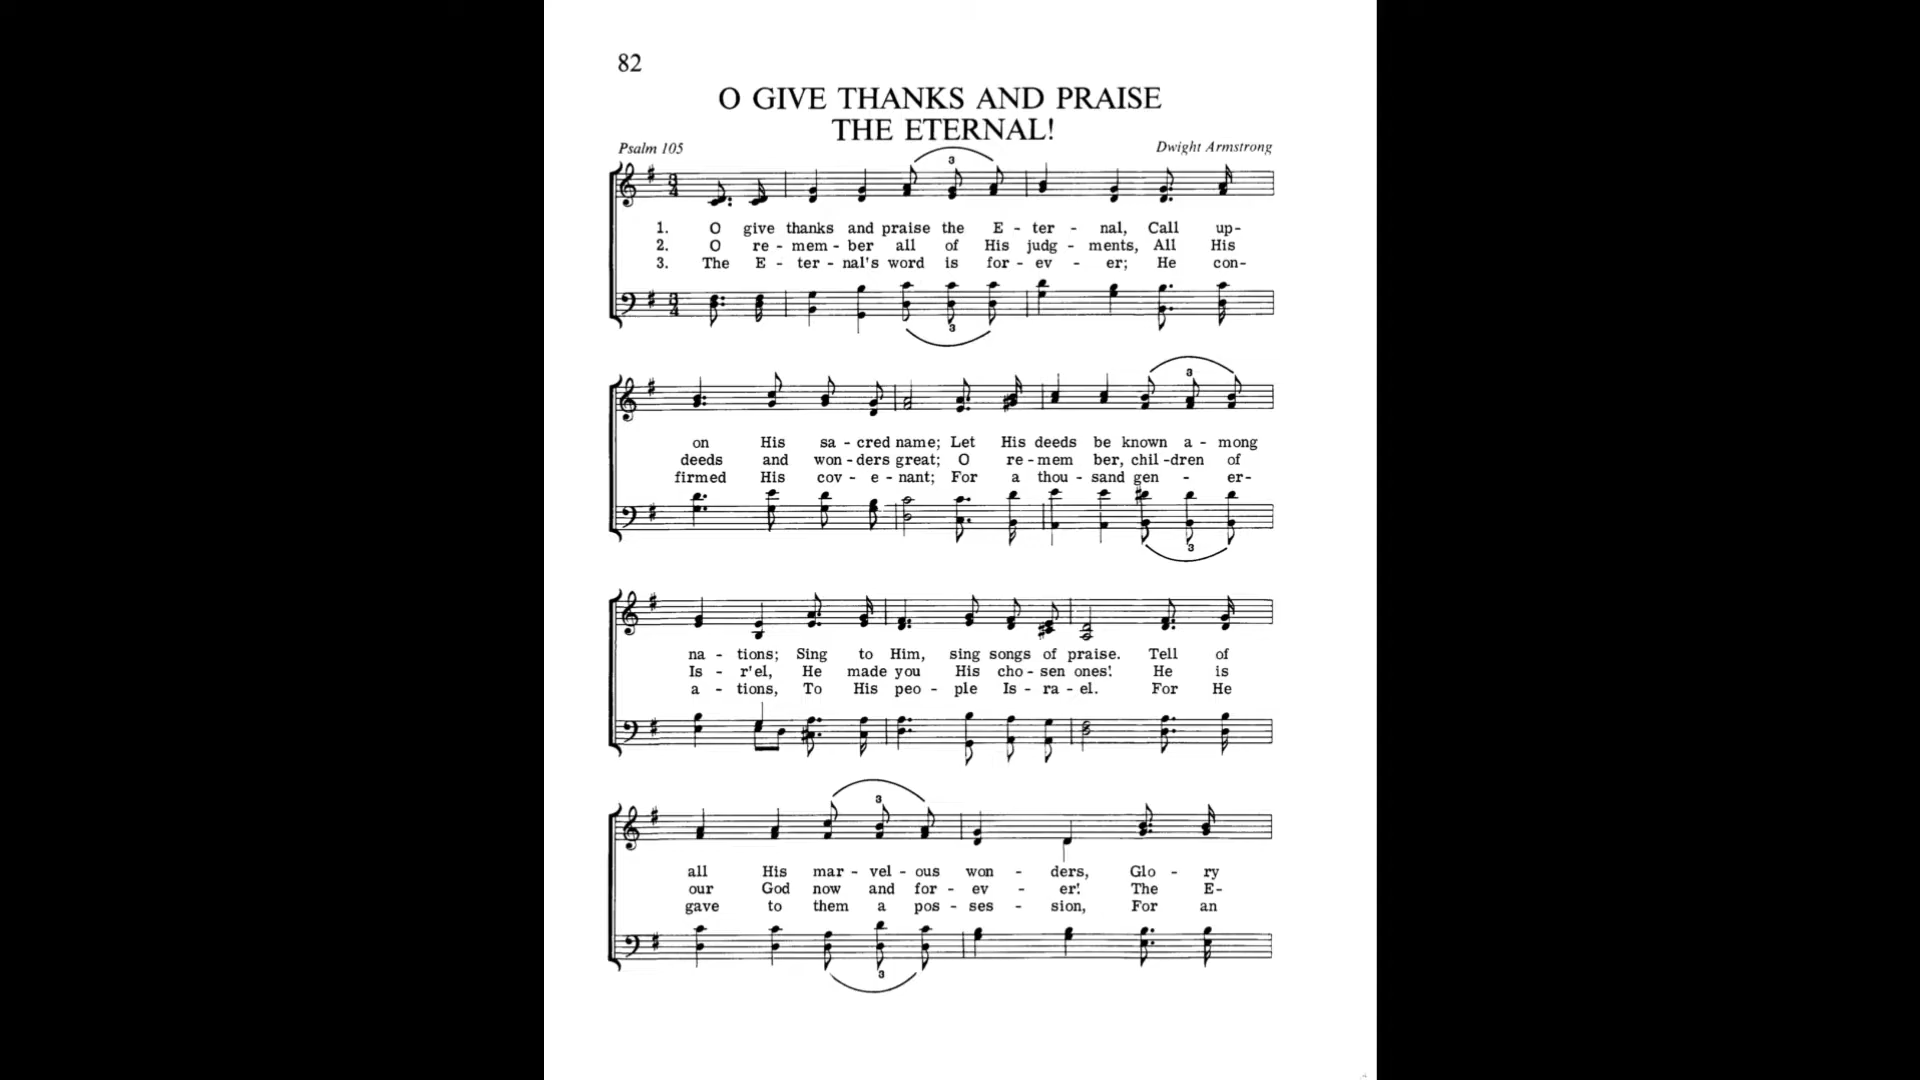 82
O GIVE THANKS AND PRAISE
THE ETERNAL!
Psalm 105 Dwight Armstrong
3
1. O give thanks and praise the E - ter - nal, Call up-
2. O re - mem - ber all of His judg - ments, All His
3. The E - ter - nal's word is for - ev - er; He con-
3
3
on His sa - cred name; Let His deeds be known a - mong
deeds and won - ders great; O re - mem ber, chil - dren of
firmed His cov - e - nant; For a thou - sand gen - er-
3
na - tions; Sing to Him, sing songs of praise. Tell of
Is - r'el, He made you His cho - sen ones! He is
a - tions, To His peo - ple Is - ra - el. For He
3
all His mar - vel - ous won - ders, Glo - ry
our God now and for - ev - er! The E-
gave to them a pos - ses - sion, For an
3